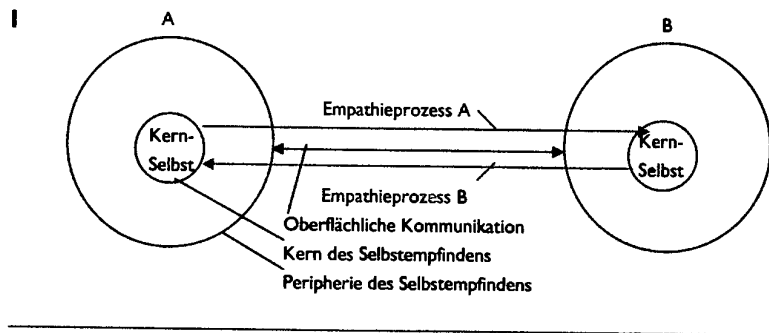 I
A
B
Empathieprozess A
Kern-
Selbst
Kern-
Selbst
Empathieprozess B
Oberflächliche Kommunikation
Kern des Selbstempfindens
Peripherie des Selbstempfindens